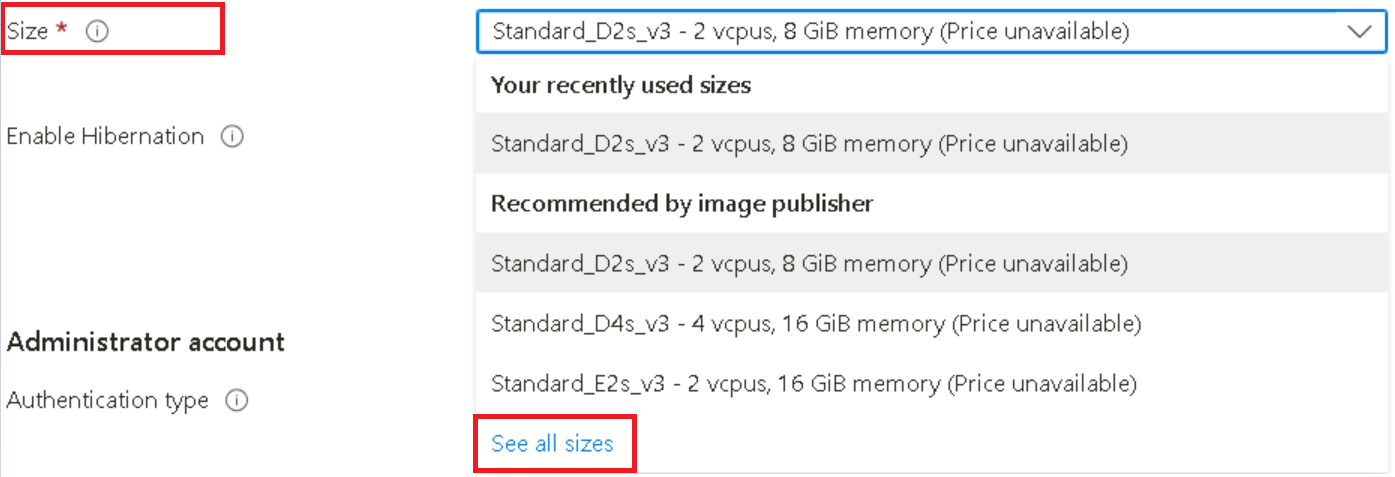 Size *
Standard_D2s_v3 - 2 vcpus, 8 GiB memory (Price unavailable)
Your recently used sizes
Enable Hibernation
Standard_D2s_v3 - 2 vcpus, 8 GiB memory (Price unavailable)
Recommended by image publisher
Standard_D2s_v3 - 2 vcpus, 8 GiB memory (Price unavailable)
Standard_D4s_v3 - 4 vcpus, 16 GiB memory (Price unavailable)
Administrator account
Standard_E2s_v3 - 2 vcpus, 16 GiB memory (Price unavailable)
Authentication type
See all sizes